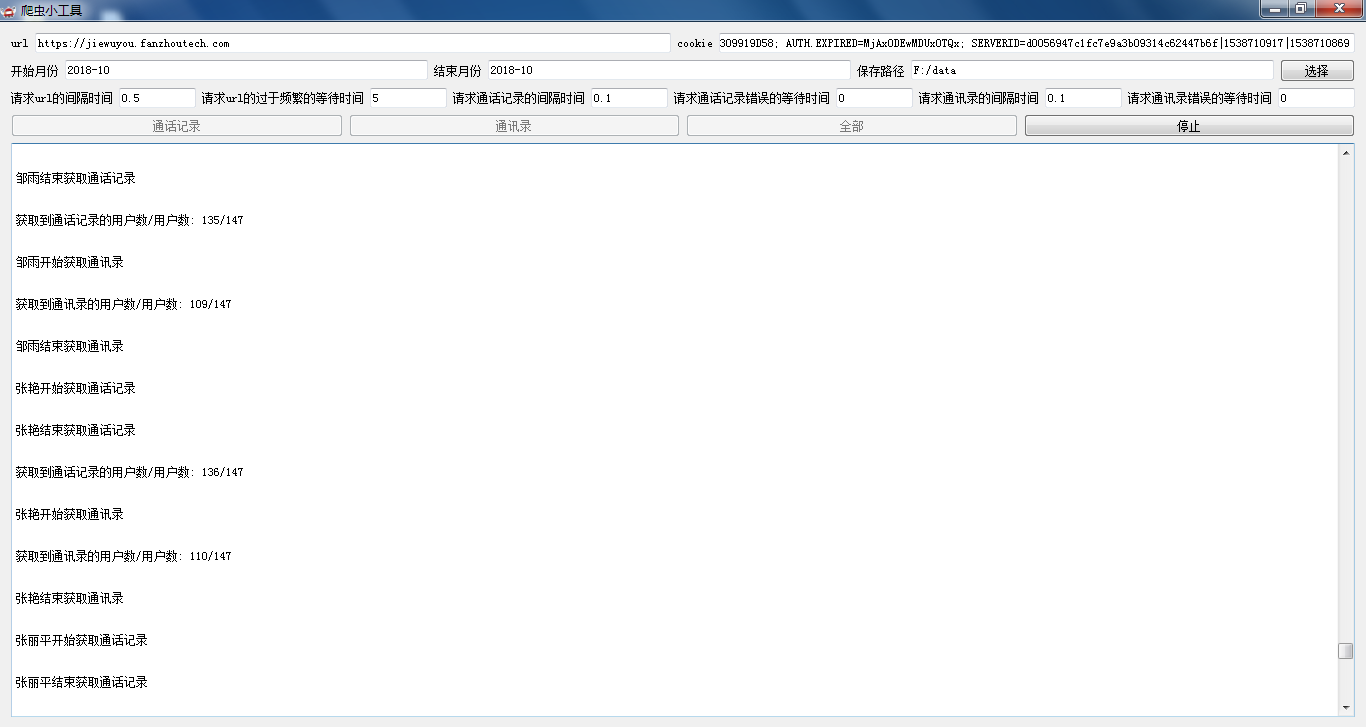 爬虫小工具
url https://jiewuyou.fanzhoutech.com cookie 309919D58; AUTH.EXPIRED=MjAxODEwMDUxOTQx; SERVERID=d0056947c1fc7e9a3b09314c62447b6f|1538710917|1538710869
开始月份 2018-10 结束月份 2018-10 保存路径 F:/data 选择
请求url的间隔时间 0.5 请求url的过于频繁的等待时间 5 请求通话记录的间隔时间 0.1 请求通话记录错误的等待时间 0 请求通讯录的间隔时间 0.1 请求通讯录错误的等待时间 0
通话记录 通讯录 全部 停止
邹雨结束获取通话记录
获取到通话记录的用户数/用户数: 135/147
邹雨开始获取通讯录
获取到通讯录的用户数/用户数: 109/147
邹雨结束获取通讯录
张艳开始获取通话记录
张艳结束获取通话记录
获取到通话记录的用户数/用户数: 136/147
张艳开始获取通讯录
获取到通讯录的用户数/用户数: 110/147
张艳结束获取通讯录
张丽平开始获取通话记录
张丽平结束获取通话记录